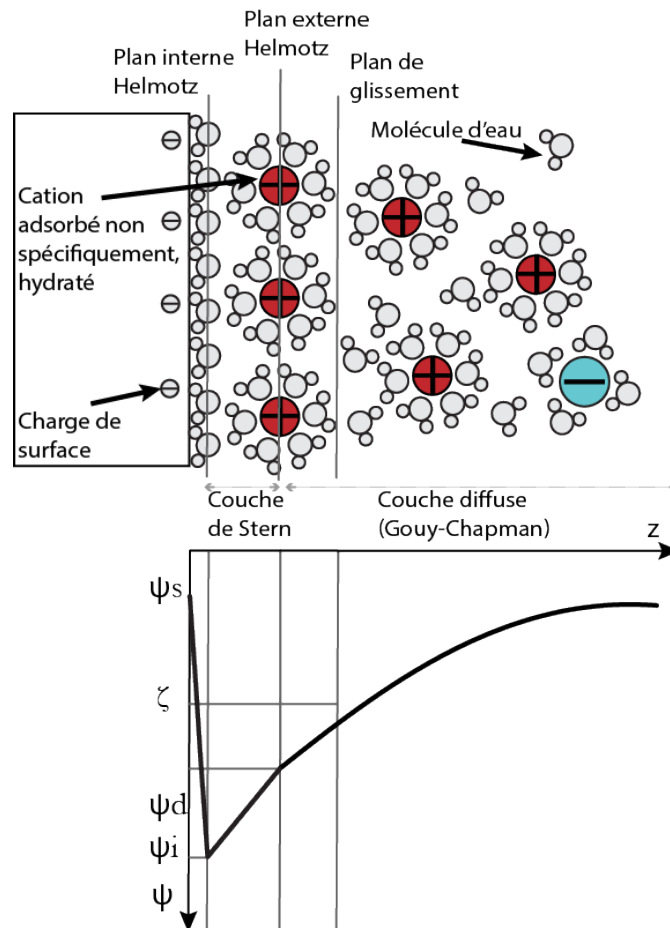 Plan externe
Helmotz
Plan interne
Helmotz
Plan de
glissement
Molécule d'eau
Cation
adsorbé non
spécifiquement,
hydraté
Charge de
surface
Couche
de Stern
Couche diffuse
(Gouy-Chapman)
z
ψs
ζ
ψd
ψi
ψ